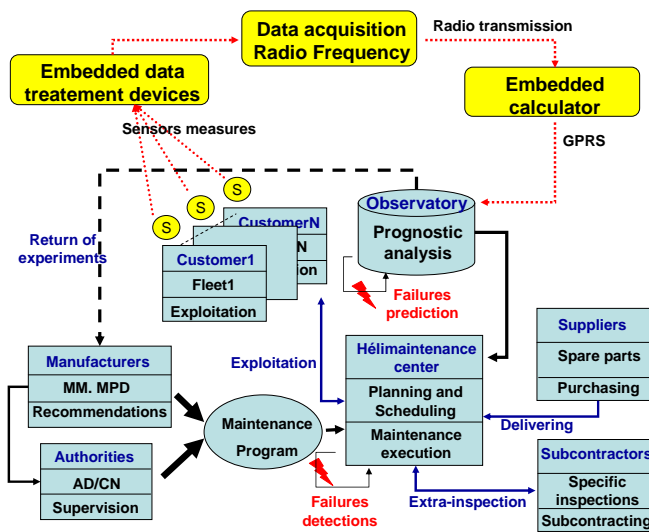 Data acquisition
Radio Frequency
Radio transmission
Embedded data
treatement devices
Embedded
calculator
Sensors measures
GPRS
S
S
S
Observatory
Prognostic
analysis
CustomerN
N
ion
Customer1
Fleet1
Exploitation
Return of
experiments
Failures
prediction
Suppliers
Spare parts
Purchasing
Exploitation
Hélimaintenance
center
Planning and
Scheduling
Maintenance
execution
Manufacturers
MM. MPD
Recommendations
Maintenance
Program
Delivering
Authorities
AD/CN
Supervision
Failures
detections
Extra-inspection
Subcontractors
Specific
inspections
Subcontracting